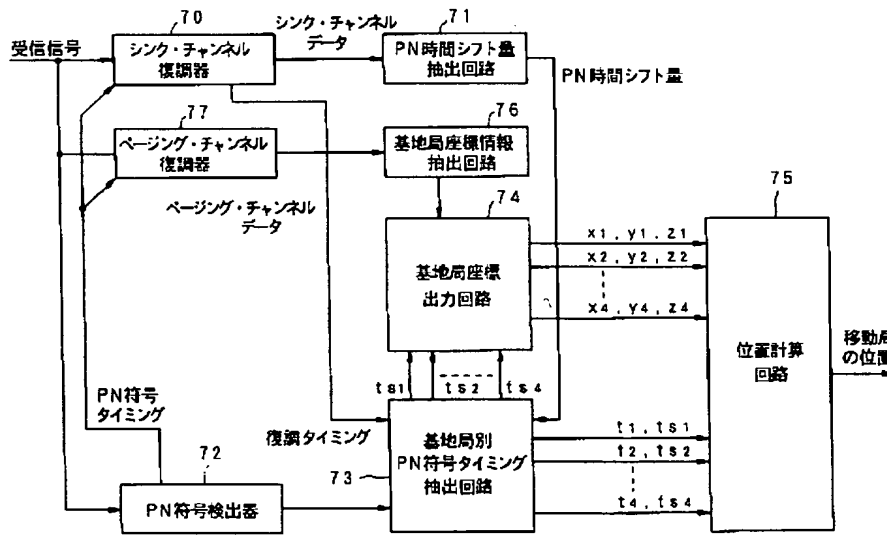 受信信号
70
シンク・チャンネル
復調器
シンク・チャンネル
データ
71
PN時間シフト量
抽出回路
PN時間シフト量
77
ページング・チャンネル
復調器
ページング・チャンネル
データ
76
基地局座標情報
抽出回路
74
基地局座標
出力回路
x1, y1, z1
x2, y2, z2
x4, y4, z4
75
位置計算
回路
移動局
の位置
ts1
ts2
ts4
PN符号
タイミング
復調タイミング
73
基地局別
PN符号タイミング
抽出回路
t1, ts1
t2, ts2
t4, ts4
72
PN符号検出器